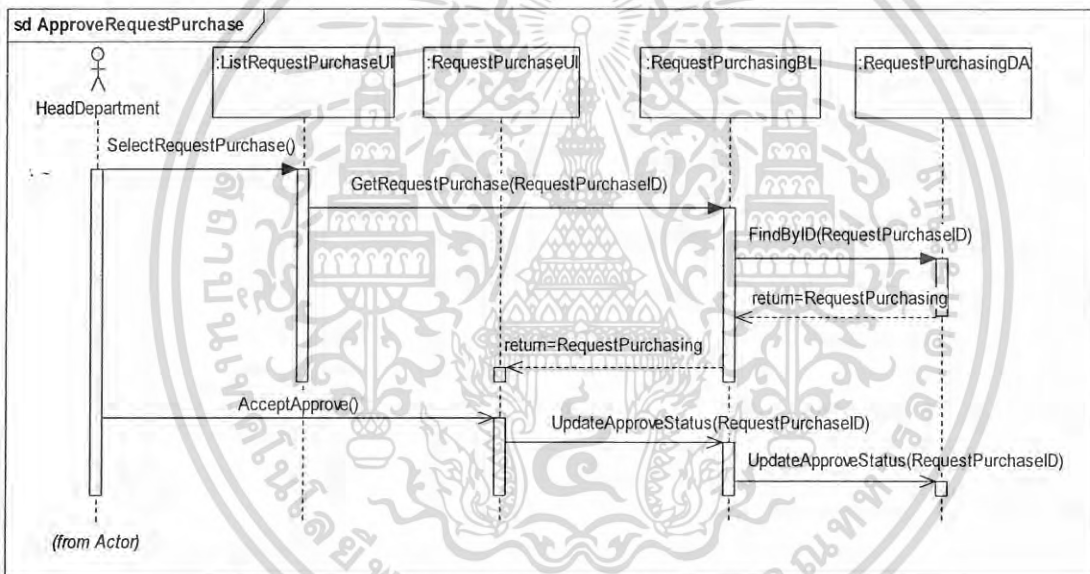 sd ApproveRequestPurchase
HeadDepartment
:ListRequestPurchaseUI
:RequestPurchaseUI
:RequestPurchasingBL
:RequestPurchasingDA
SelectRequestPurchase()
GetRequestPurchase(RequestPurchaseID)
FindByID(RequestPurchaseID)
return=RequestPurchasing
return=RequestPurchasing
AcceptApprove()
UpdateApproveStatus(RequestPurchaseID)
UpdateApproveStatus(RequestPurchaseID)
(from Actor)